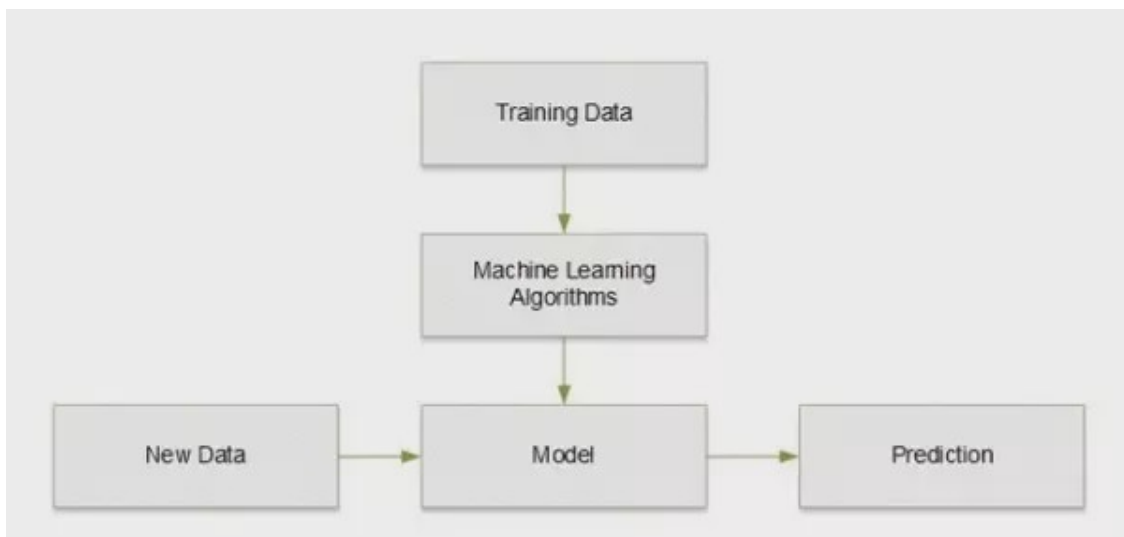 Training Data
Machine Learning
Algorithms
New Data
Model
Prediction